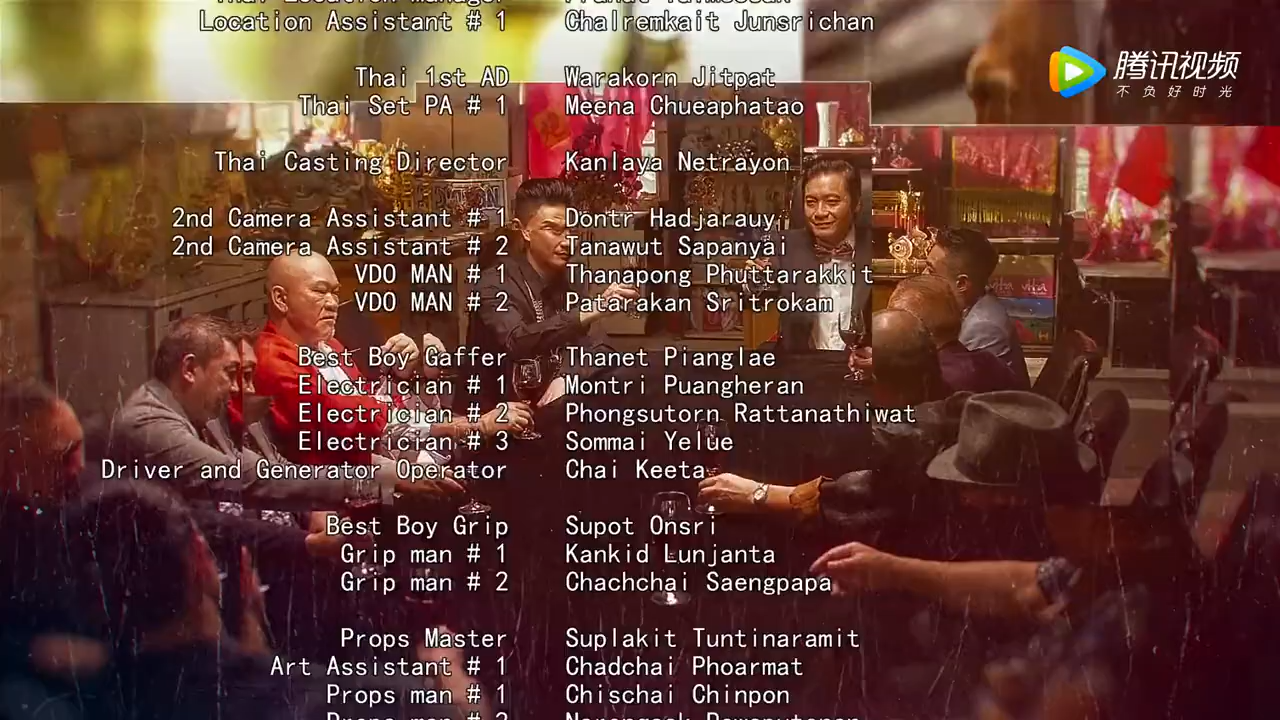 Location Assistant # 1 Chalremkait Junsrichan
Thai 1st AD Warakorn Jitpat
Thai Set PA # 1 Meena Chueaphatao
Thai Casting Director Kanlaya Netrayon
2nd Camera Assistant # 1 Dontr Hadjarauy
2nd Camera Assistant # 2 Tanawut Sapanyai
VDO MAN # 1 Thanapong Phuttarakkit
VDO MAN # 2 Patarakan Sritrokam
Best Boy Gaffer Thanet Pianglae
Electrician # 1 Montri Puangheran
Electrician # 2 Phongsutorn Rattanathiwat
Electrician # 3 Sommai Yelue
Driver and Generator Operator Chai Keeta
Best Boy Grip Supot Onsri
Grip man # 1 Kankid Lunjanta
Grip man # 2 Chachchai Saengpapa
Props Master Suplakit Tuntinaramit
Art Assistant # 1 Chadchai Phoarmat
Props man # 1 Chischai Chinpon
腾讯视频
不负好时光